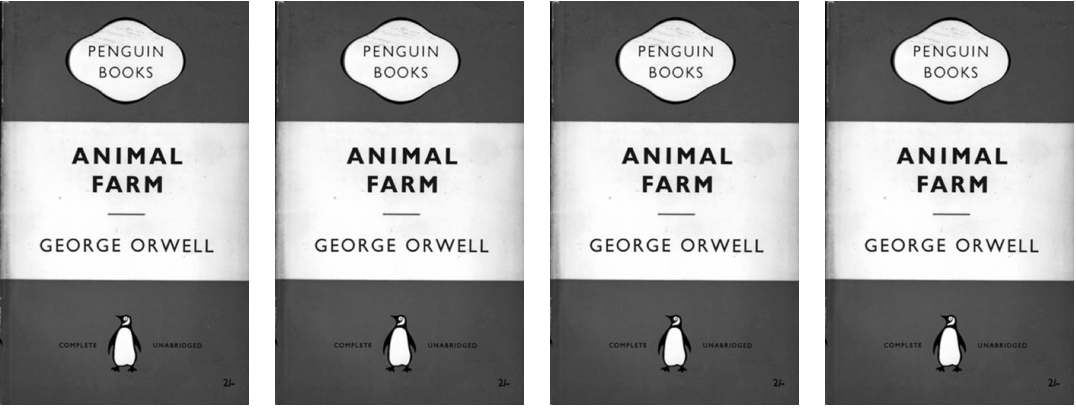 PENGUIN
BOOKS
ANIMAL
FARM
GEORGE ORWELL
COMPLETE UNABRIDGED
2/-
PENGUIN
BOOKS
ANIMAL
FARM
GEORGE ORWELL
COMPLETE UNABRIDGED
2/-
PENGUIN
BOOKS
ANIMAL
FARM
GEORGE ORWELL
COMPLETE UNABRIDGED
2/-
PENGUIN
BOOKS
ANIMAL
FARM
GEORGE ORWELL
COMPLETE UNABRIDGED
2/-